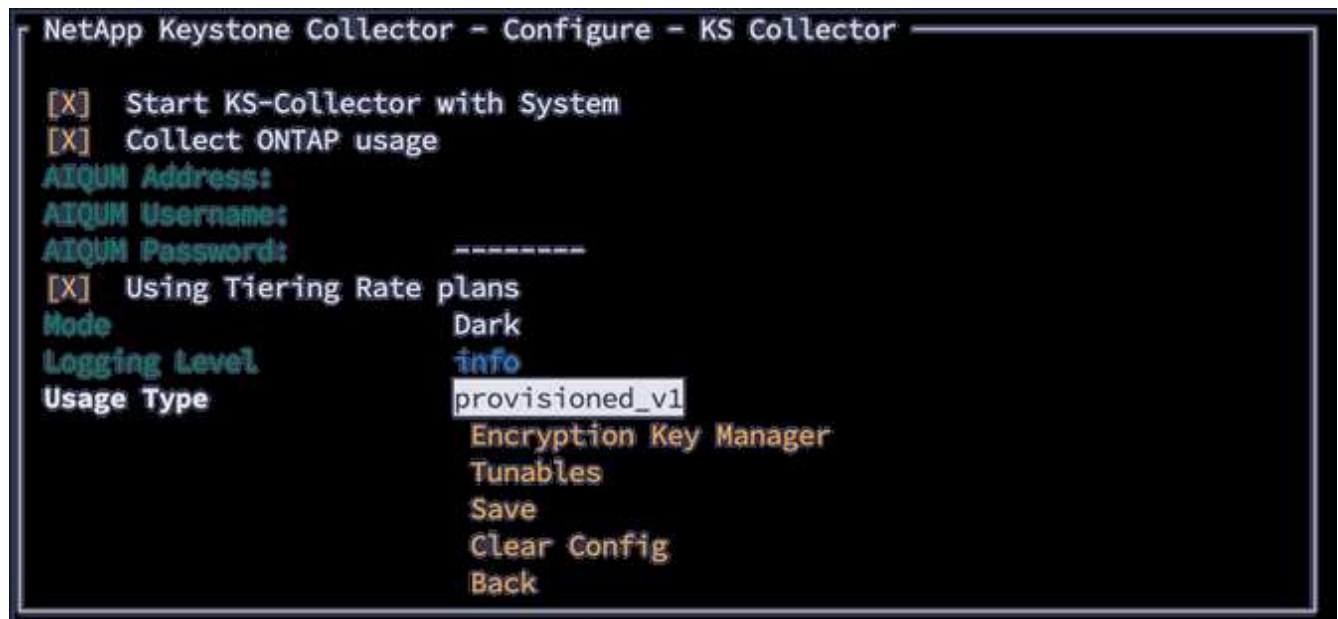 NetApp Keystone Collector - Configure - KS Collector
[X] Start KS-Collector with System
[X] Collect ONTAP usage
AIQUM Address:
AIQUM Username:
AIQUM Password: --------
[X] Using Tiering Rate plans
Mode Dark
Logging Level info
Usage Type provisioned_v1
Encryption Key Manager
Tunables
Save
Clear Config
Back